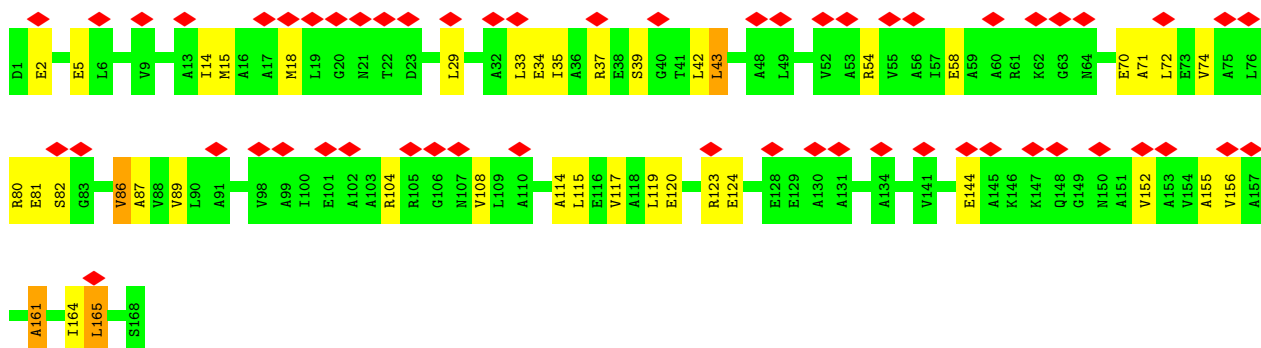 D1 E2 E5 L6 V9 A13 I14 M15 A16 A17 M18 L19 G20 N21 T22 D23 L29 A32 L33 E34 I35 A36 R37 E38 S39 G40 T41 L42 L43 A48 L49 V52 A53 R54 V55 A56 I57 E58 A59 A60 R61 K62 G63 N64 E70 A71 L72 E73 V74 A75 L76
R80 E81 S82 G83 V86 A87 V88 V89 L90 A91 V98 A99 I100 E101 A102 A103 R104 R105 G106 N107 V108 L109 A110 A114 L115 E116 V117 A118 L119 E120 R123 E124 E128 E129 A130 A131 A134 V141 E144 A145 K146 K147 Q148 G149 N150 A151 V152 A153 V154 A155 V156 A157
A161 I164 L165 S168